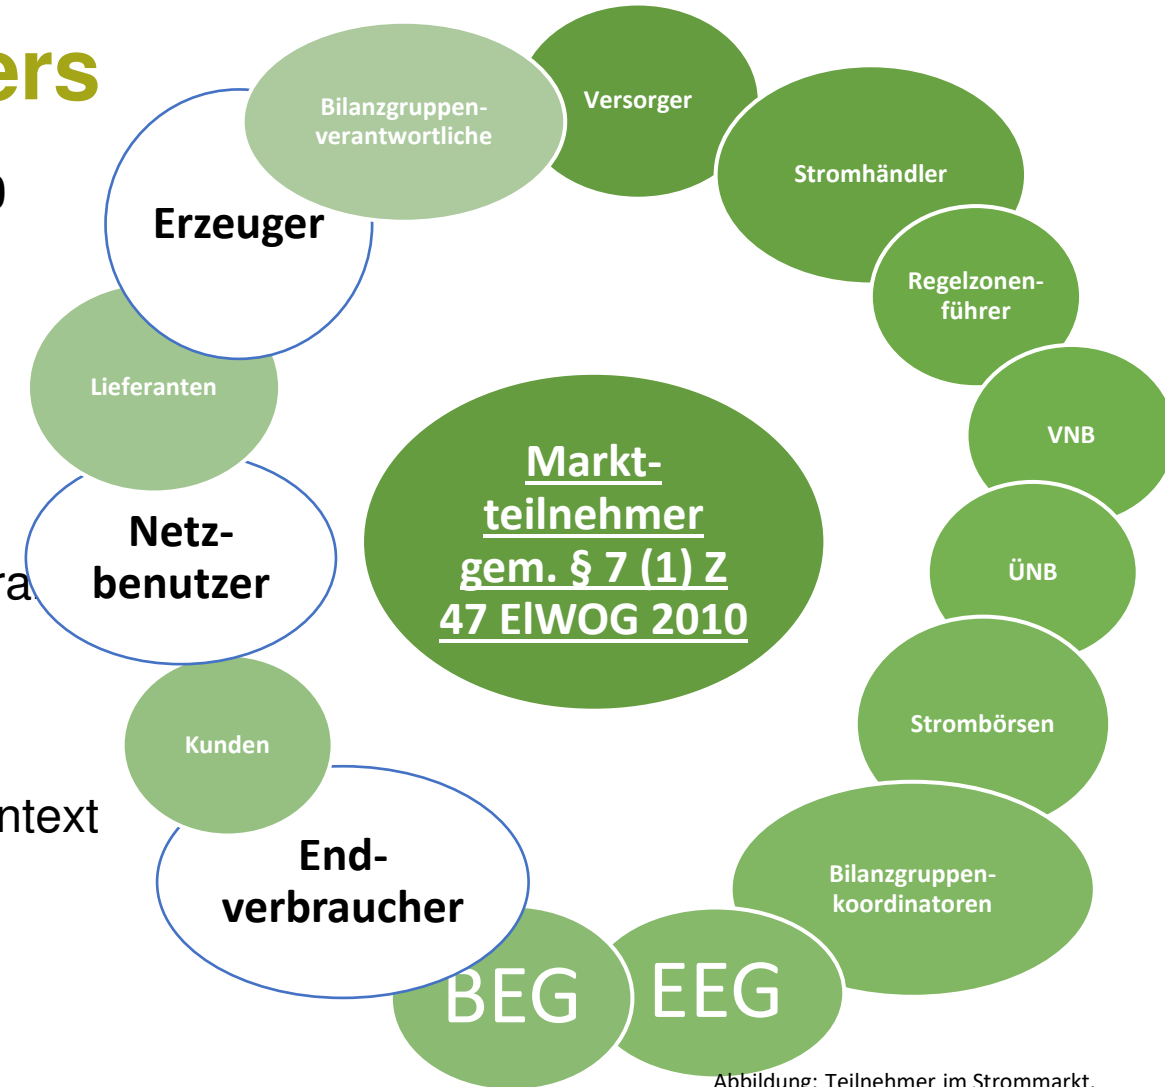 ers
Bilanzgruppen-
verantwortliche
Versorger
Stromhändler
Regelzonen-
führer
VNB
ÜNB
Strombörsen
Bilanzgruppen-
koordinatoren
EEG
BEG
End-
verbraucher
Kunden
Netz-
benutzer
Lieferanten
Erzeuger
Markt-
teilnehmer
gem. § 7 (1) Z
47 ElWOG 2010
ra
ntext
Abbildung: Teilnehmer im Strommarkt.